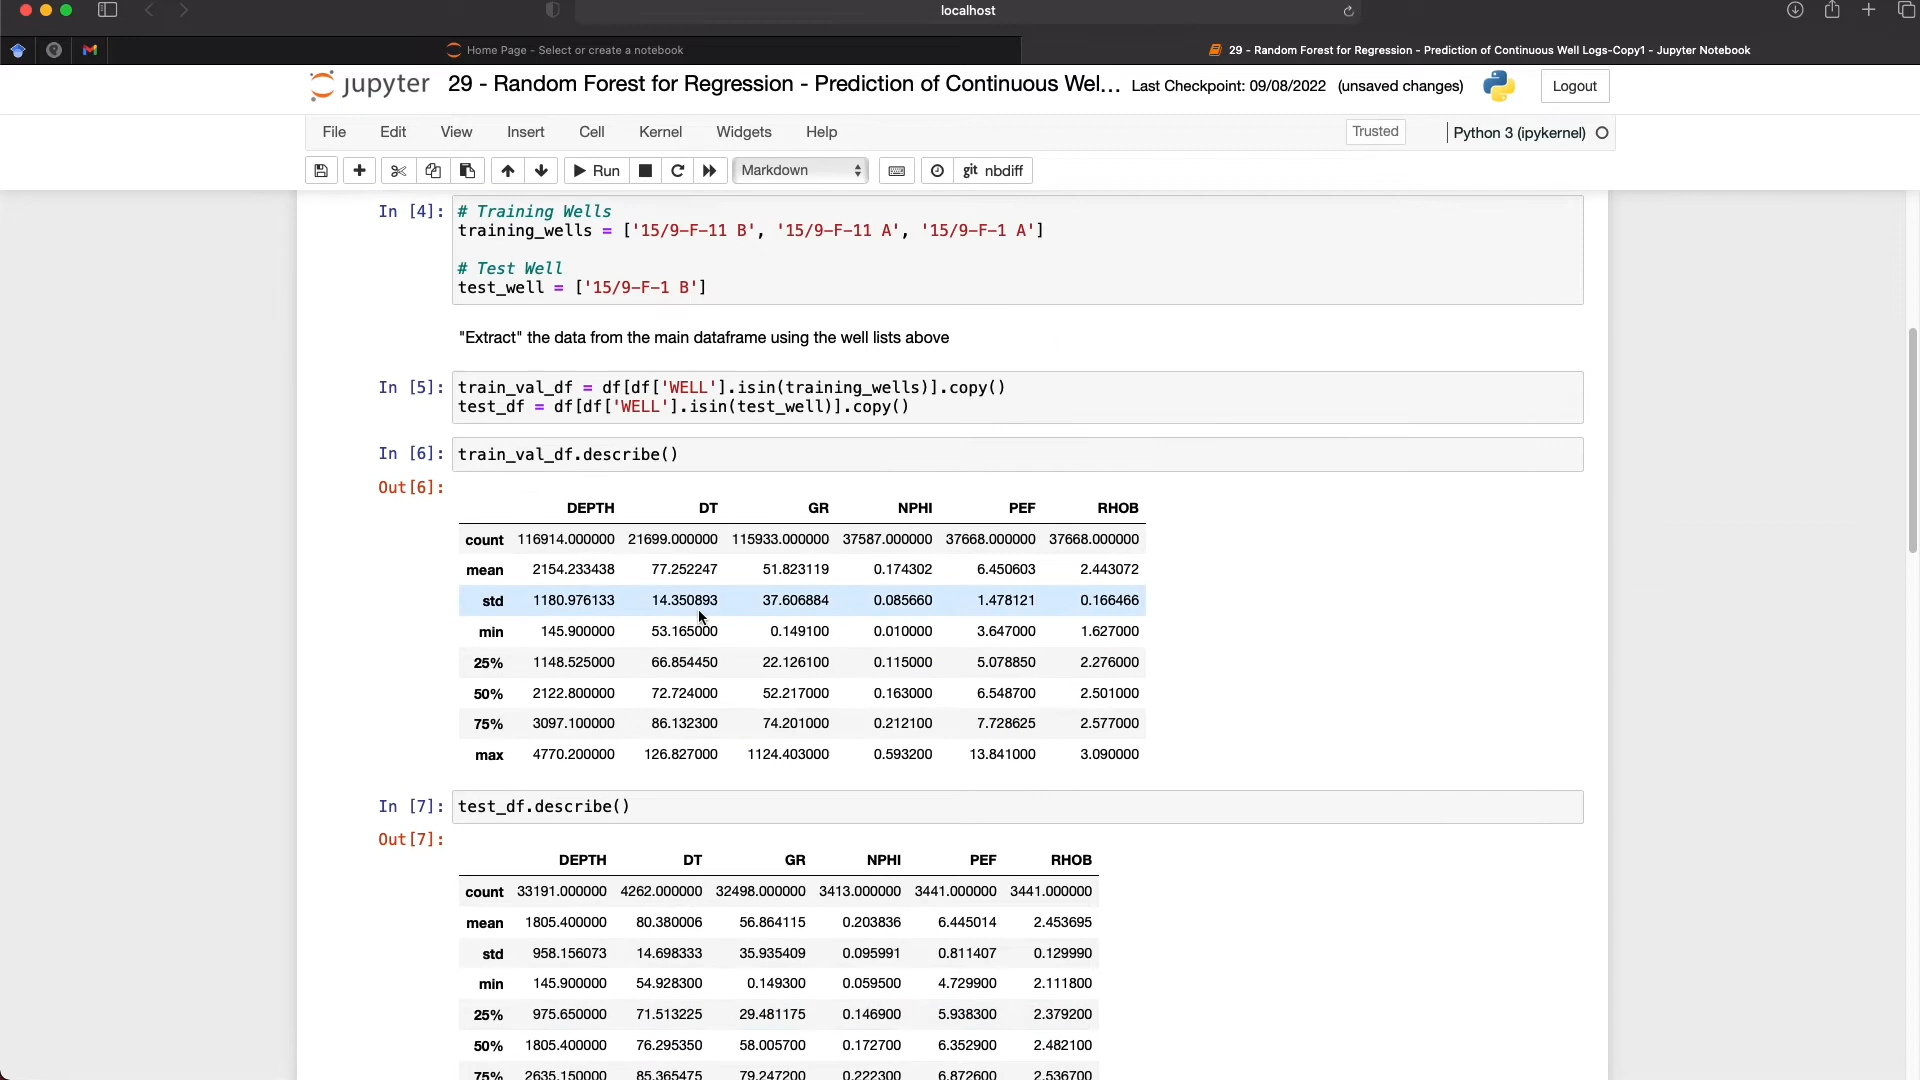 localhost
Home Page - Select or create a notebook
29 - Random Forest for Regression - Prediction of Continuous Well Logs-Copy1 - Jupyter Notebook
jupyter 29 - Random Forest for Regression - Prediction of Continuous Wel... Last Checkpoint: 09/08/2022 (unsaved changes) Logout
File Edit View Insert Cell Kernel Widgets Help Trusted Python 3 (ipykernel)
Run Markdown git nbdiff
In [4]: # Training Wells
training_wells = ['15/9-F-11 B', '15/9-F-11 A', '15/9-F-1 A']
# Test Well
test_well = ['15/9-F-1 B']
"Extract" the data from the main dataframe using the well lists above
In [5]: train_val_df = df[df['WELL'].isin(training_wells)].copy()
test_df = df[df['WELL'].isin(test_well)].copy()
In [6]: train_val_df.describe()
Out[6]:
DEPTH DT GR NPHI PEF RHOB
count 116914.000000 21699.000000 115933.000000 37587.000000 37668.000000 37668.000000
mean 2154.233438 77.252247 51.823119 0.174302 6.450603 2.443072
std 1180.976133 14.350893 37.606884 0.085660 1.478121 0.166466
min 145.900000 53.165000 0.149100 0.010000 3.647000 1.627000
25% 1148.525000 66.854450 22.126100 0.115000 5.078850 2.276000
50% 2122.800000 72.724000 52.217000 0.163000 6.548700 2.501000
75% 3097.100000 86.132300 74.201000 0.212100 7.728625 2.577000
max 4770.200000 126.827000 1124.403000 0.593200 13.841000 3.090000
In [7]: test_df.describe()
Out[7]:
DEPTH DT GR NPHI PEF RHOB
count 33191.000000 4262.000000 32498.000000 3413.000000 3441.000000 3441.000000
mean 1805.400000 80.380006 56.864115 0.203836 6.445014 2.453695
std 958.156073 14.698333 35.935409 0.095991 0.811407 0.129990
min 145.900000 54.928300 0.149300 0.059500 4.729900 2.111800
25% 975.650000 71.513225 29.481175 0.146900 5.938300 2.379200
50% 1805.400000 76.295350 58.005700 0.172700 6.352900 2.482100
75% 2635.150000 85.365475 79.247200 0.222300 6.872600 2.536700